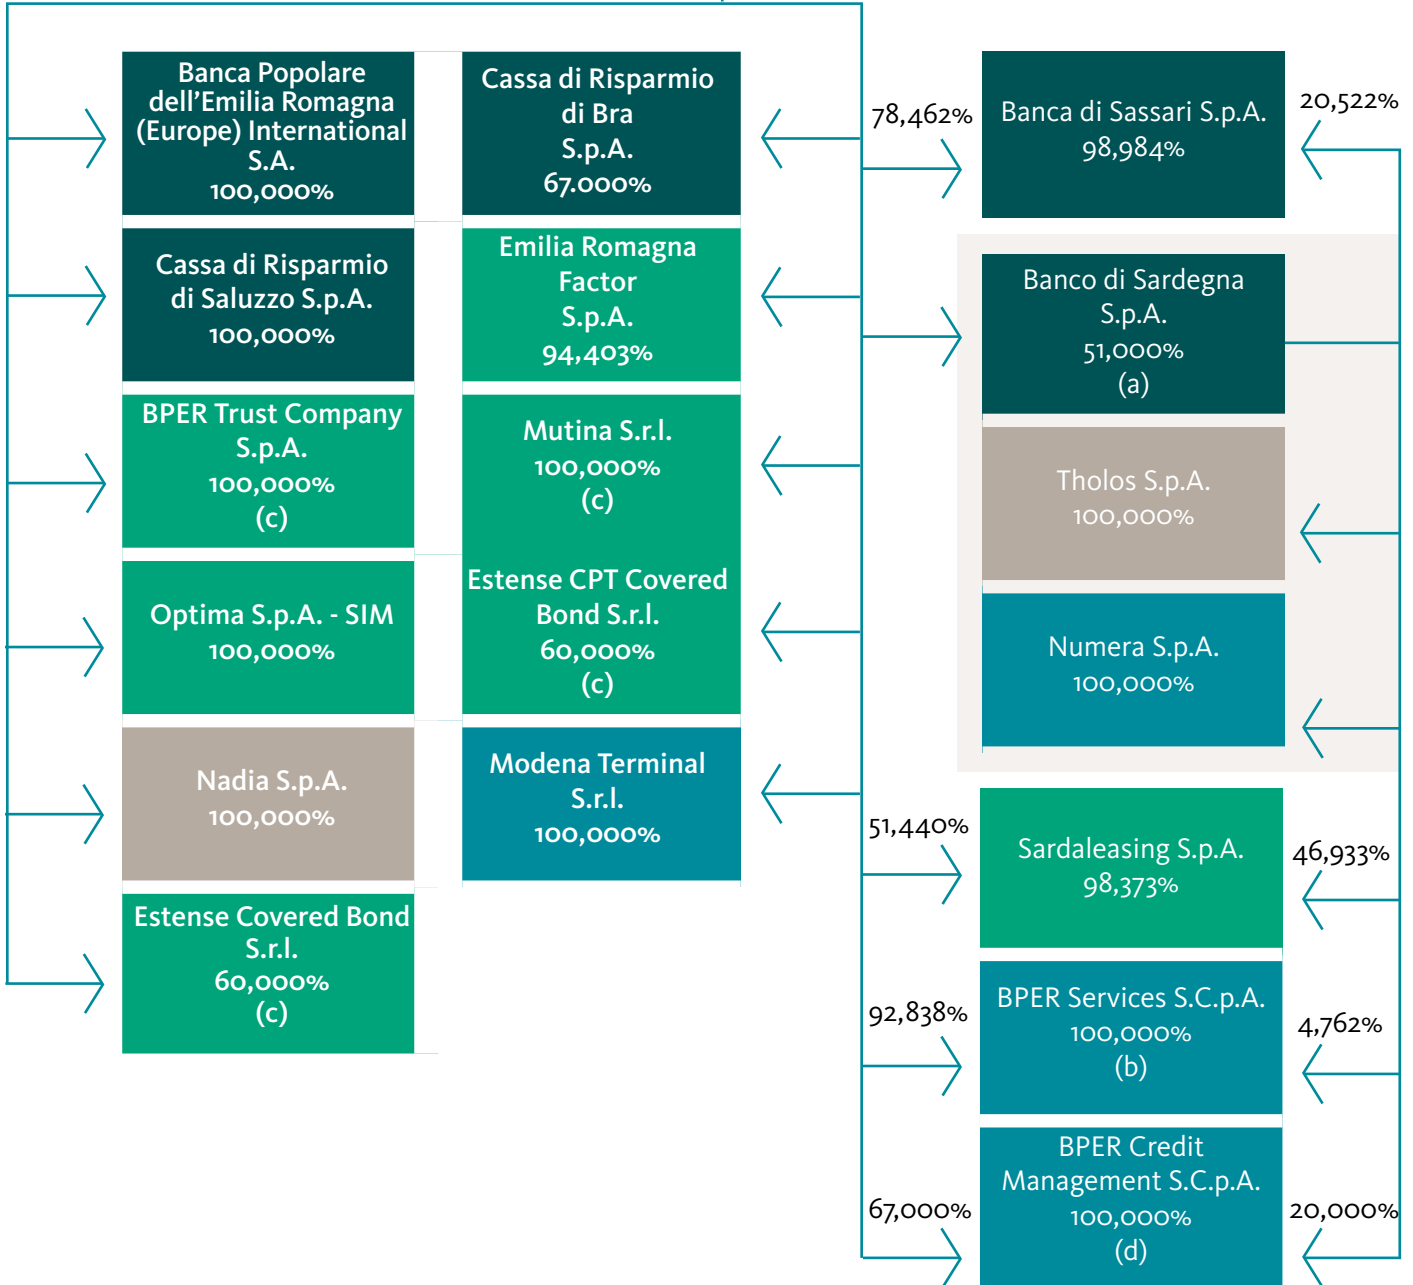 Banca Popolare
dell’Emilia Romagna
(Europe) International
S.A.
100,000%
Cassa di Risparmio
di Saluzzo S.p.A.
100,000%
BPER Trust Company
S.p.A.
100,000%
(c)
Optima S.p.A. - SIM
100,000%
Nadia S.p.A.
100,000%
Estense Covered Bond
S.r.l.
60,000%
(c)
Cassa di Risparmio
di Bra
S.p.A.
67.000%
Emilia Romagna
Factor
S.p.A.
94,403%
Mutina S.r.l.
100,000%
(c)
Estense CPT Covered
Bond S.r.l.
60,000%
(c)
Modena Terminal
S.r.l.
100,000%
78,462%
Banca di Sassari S.p.A.
98,984%
20,522%
Banco di Sardegna
S.p.A.
51,000%
(a)
Tholos S.p.A.
100,000%
Numera S.p.A.
100,000%
51,440%
Sardaleasing S.p.A.
98,373%
46,933%
92,838%
BPER Services S.C.p.A.
100,000%
(b)
4,762%
67,000%
BPER Credit
Management S.C.p.A.
100,000%
(d)
20,000%